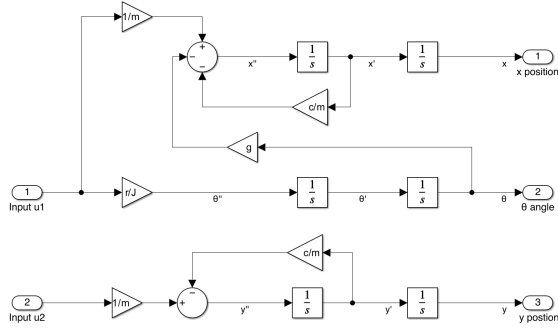 1/m
+
−
−
x"
1
s
x'
1
s
x
1
x position
c/m
g
1
Input u1
r/J
θ"
1
s
θ'
1
s
θ
2
θ angle
−
c/m
2
Input u2
1/m
+
y"
1
s
y'
1
s
y
3
y postion